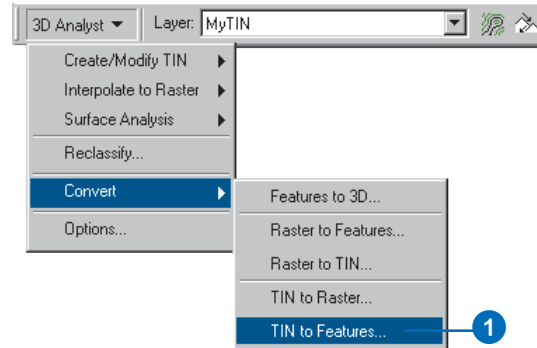 3D Analyst Layer: MyTIN
Create/Modify TIN
Interpolate to Raster
Surface Analysis
Reclassify...
Convert
Options...
Features to 3D...
Raster to Features...
Raster to TIN...
TIN to Raster...
TIN to Features...
1